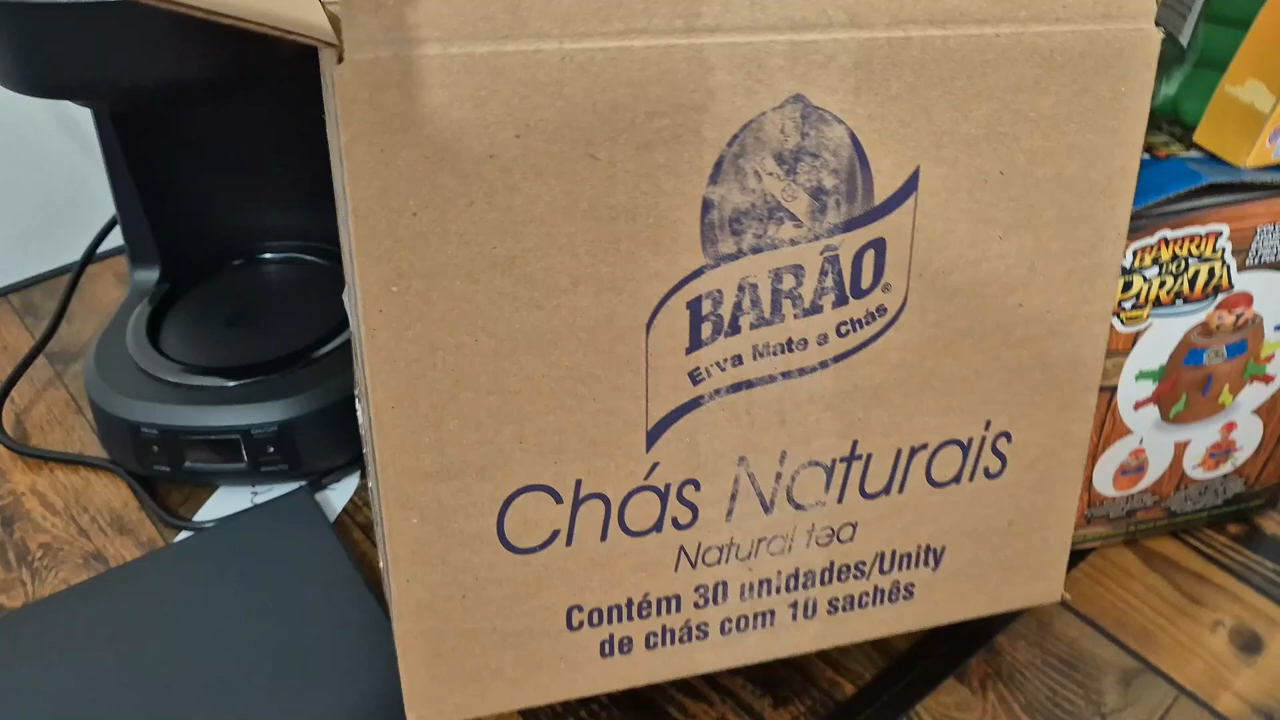 BARÃO®
Erva Mate e Chás
Chás Naturais
Natural tea
Contém 30 unidades/Unity
de chás com 10 sachês
BARRIL
DO
PIRATA